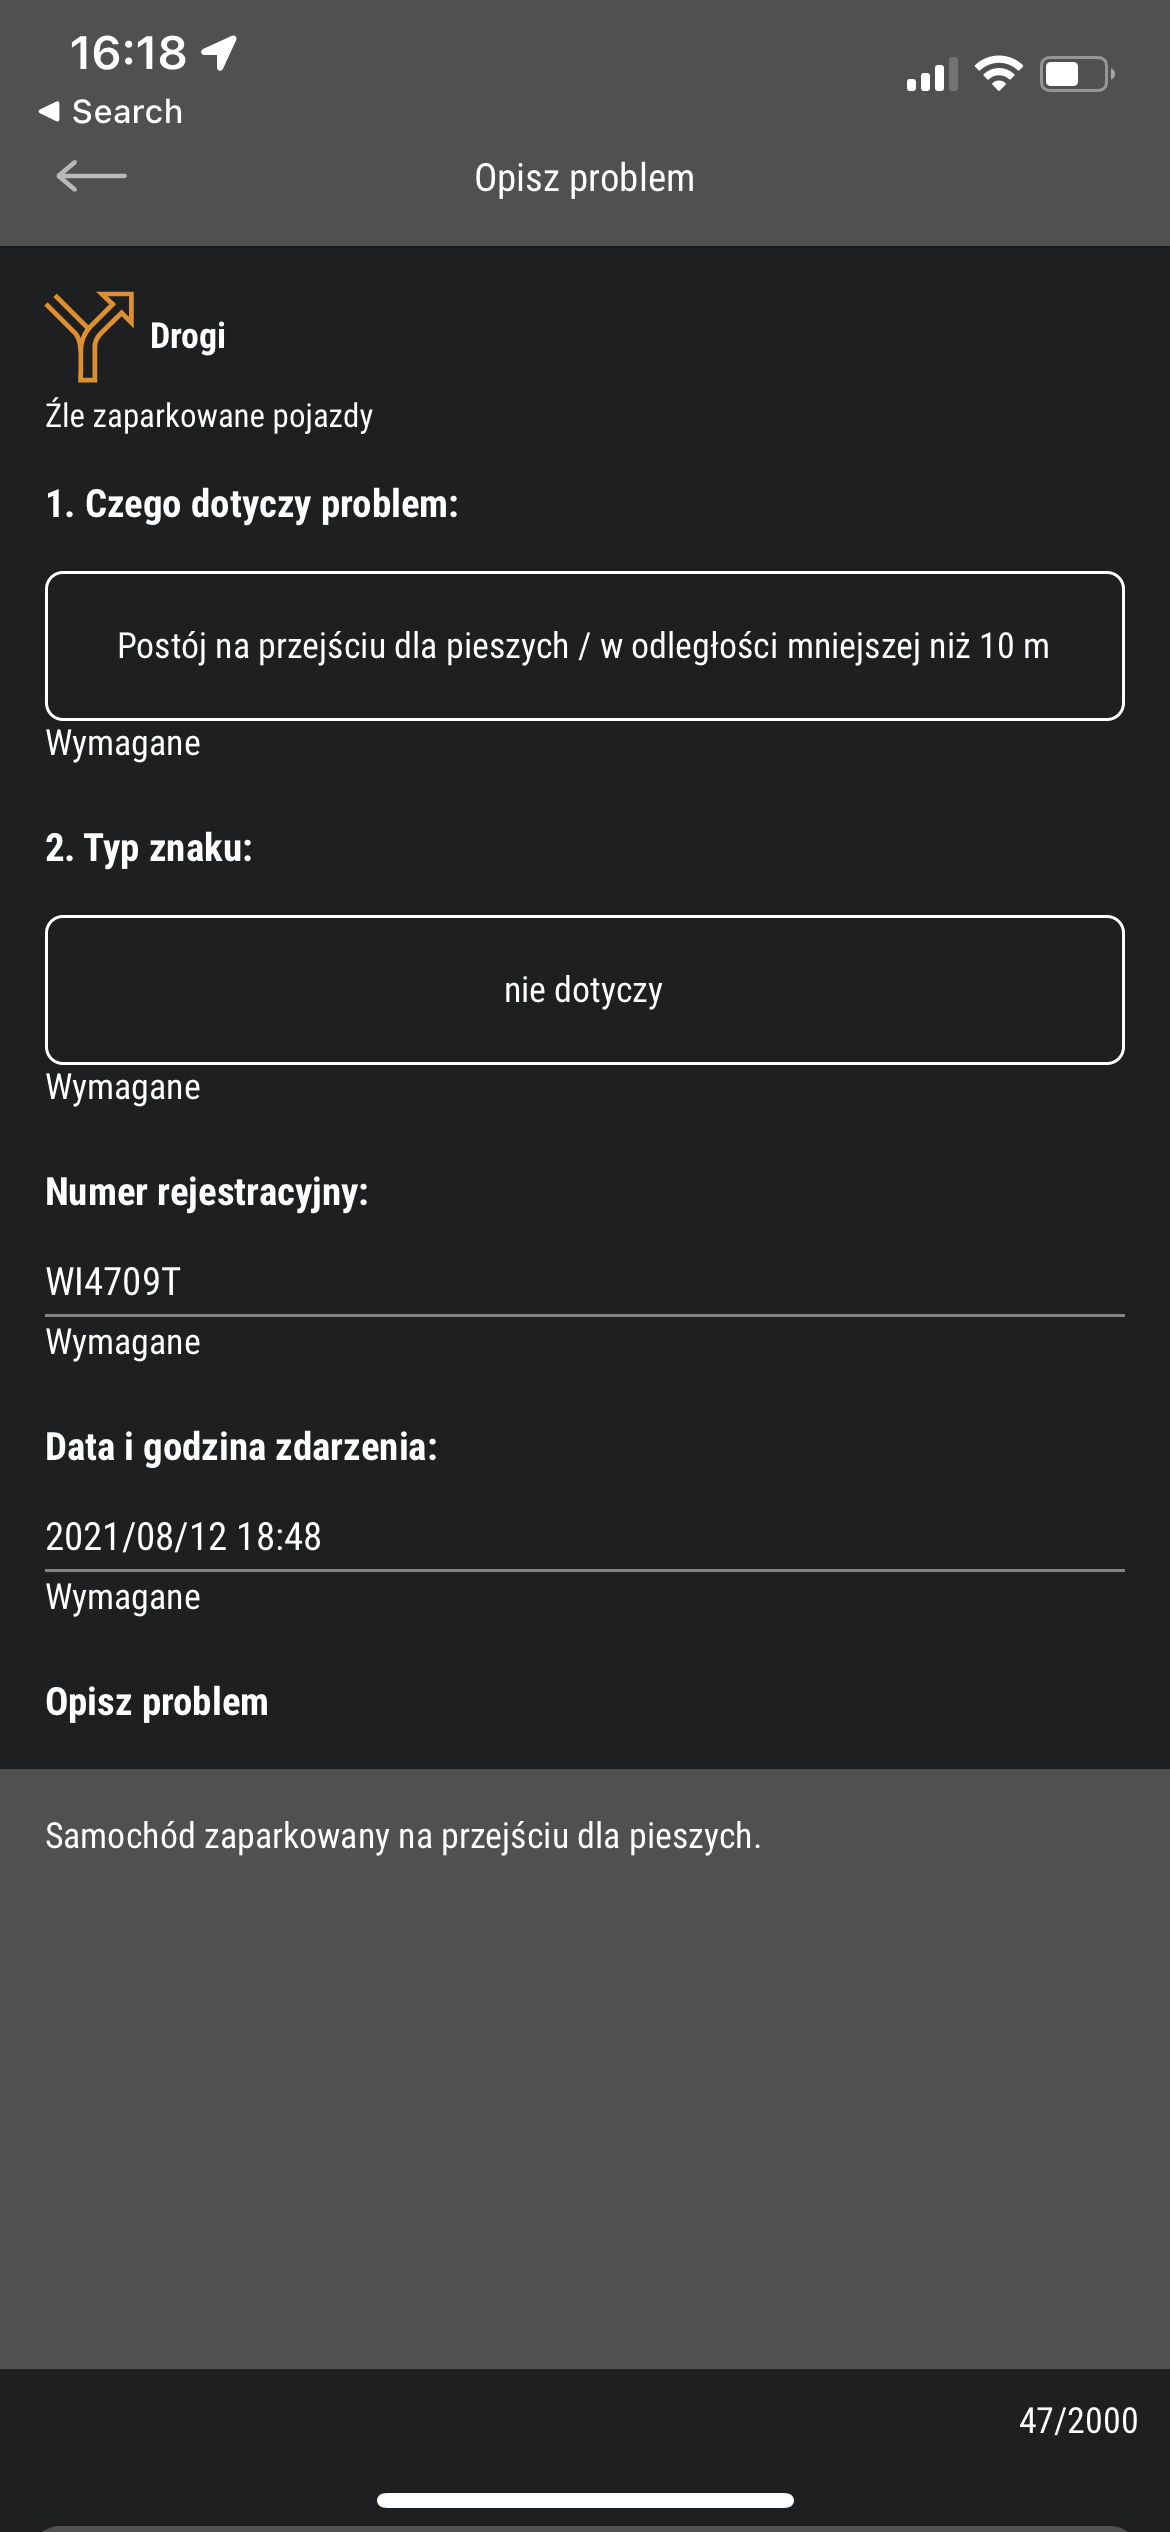 16:18
Search
Opisz problem
Drogi
Źle zaparkowane pojazdy
1. Czego dotyczy problem:
Postój na przejściu dla pieszych / w odległości mniejszej niż 10 m
Wymagane
2. Typ znaku:
nie dotyczy
Wymagane
Numer rejestracyjny:
WI4709T
Wymagane
Data i godzina zdarzenia:
2021/08/12 18:48
Wymagane
Opisz problem
Samochód zaparkowany na przejściu dla pieszych.
47/2000